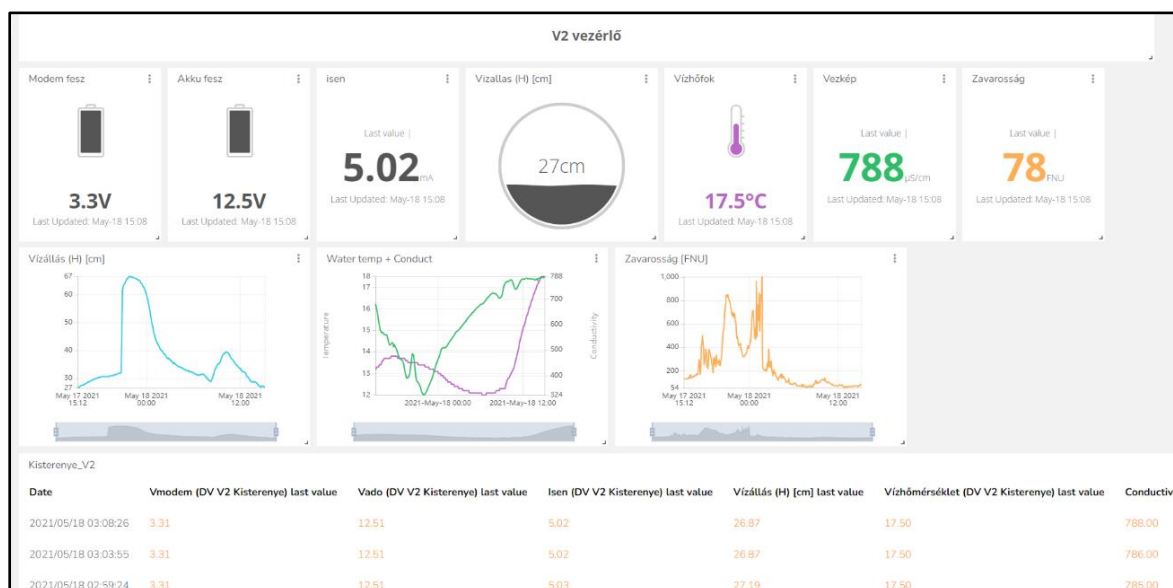 V2 vezérlő
Modem fesz
3.3V
Last Updated: May-18 15:08
Akku fesz
12.5V
Last Updated: May-18 15:08
isen
Last value |
5.02mA
Last Updated: May-18 15:08
Vizallas (H) [cm]
27cm
Vízhőfok
17.5°C
Last Updated: May-18 15:08
Vezkép
Last value |
788µS/cm
Last Updated: May-18 15:08
Zavarosság
Last value |
78FNU
Last Updated: May-18 15:08
Vízállás (H) [cm]
67
60
50
40
30
27
May 17 2021 15:12
May 18 2021 00:00
May 18 2021 12:00
Water temp + Conduct
temperature
18
17
16
15
14
13
12
788
700
600
500
400
324
Conductivity
2021-May-18 00:00
2021-May-18 12:00
Zavarosság [FNU]
1,000
800
600
400
200
54
May 17 2021 15:12
May 18 2021 00:00
May 18 2021 12:00
Kisterenye_V2
Date Vmodem (DV V2 Kisterenye) last value Vado (DV V2 Kisterenye) last value Isen (DV V2 Kisterenye) last value Vízállás (H) [cm] last value Vízhőmérséklet (DV V2 Kisterenye) last value Conductiv
2021/05/18 03:08:26 3.31 12.51 5.02 26.87 17.50 788.00
2021/05/18 03:03:55 3.31 12.51 5.02 26.87 17.50 786.00
2021/05/18 02:59:24 3.31 12.51 5.03 27.19 17.50 785.00